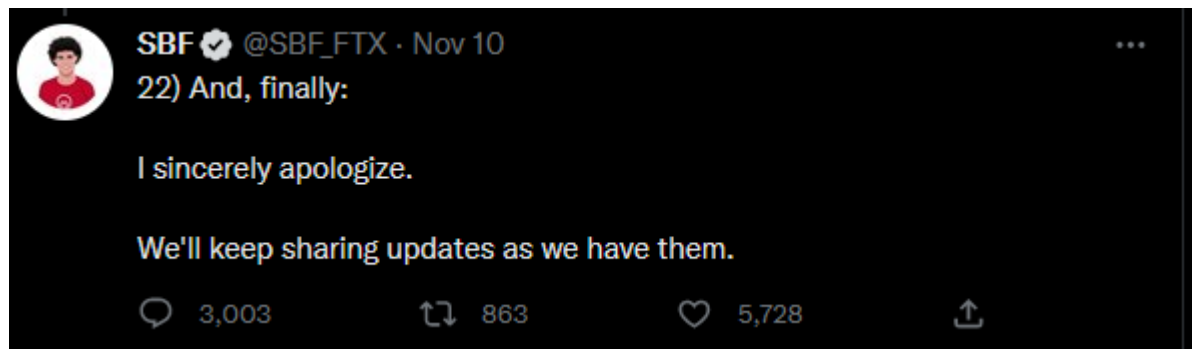 SBF @SBF_FTX · Nov 10
22) And, finally:
I sincerely apologize.
We'll keep sharing updates as we have them.
3,003 863 5,728